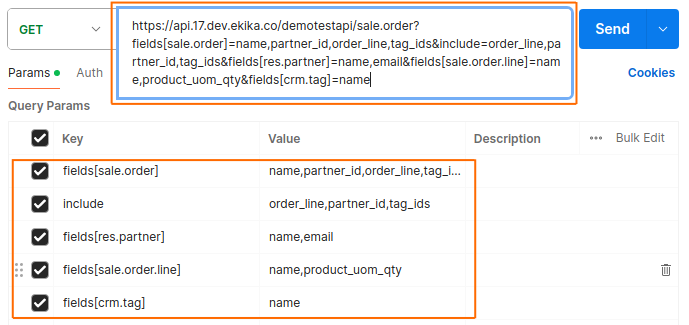 GET
https://api.17.dev.ekika.co/demotestapi/sale.order?
fields[sale.order]=name,partner_id,order_line,tag_ids&include=order_line,pa
rtner_id,tag_ids&fields[res.partner]=name,email&fields[sale.order.line]=nam
e,product_uom_qty&fields[crm.tag]=name
Send
Params
Auth
Cookies
Query Params
Key Value Description ••• Bulk Edit
fields[sale.order] name,partner_id,order_line,tag_i...
include order_line,partner_id,tag_ids
fields[res.partner] name,email
fields[sale.order.line] name,product_uom_qty
fields[crm.tag] name